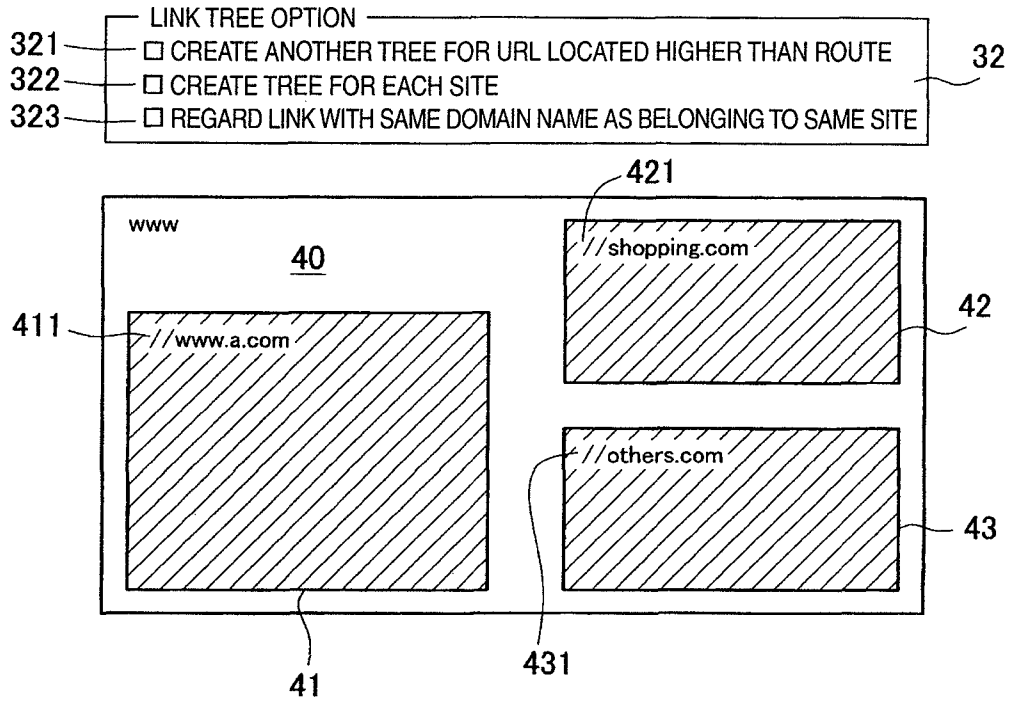 LINK TREE OPTION
321 CREATE ANOTHER TREE FOR URL LOCATED HIGHER THAN ROUTE
32
322 CREATE TREE FOR EACH SITE
323 REGARD LINK WITH SAME DOMAIN NAME AS BELONGING TO SAME SITE
421
www
//shopping.com
40
42
411 //www.a.com
//others.com
43
431
41